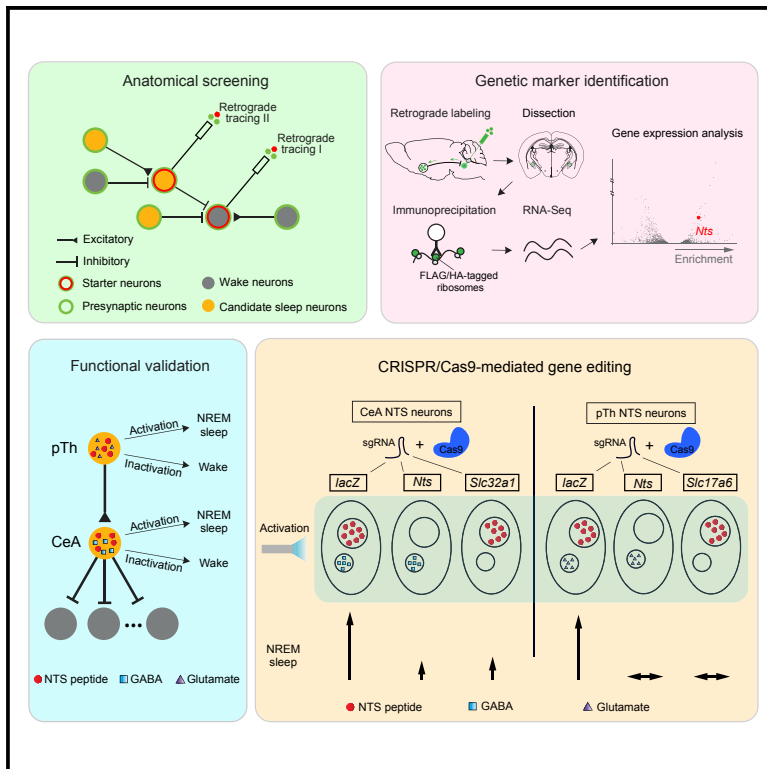 Anatomical screening
Retrograde
tracing II
Retrograde
tracing I
Excitatory
Inhibitory
Starter neurons
Wake neurons
Presynaptic neurons
Candidate sleep neurons
Genetic marker identification
Retrograde labeling
Dissection
Gene expression analysis
Immunoprecipitation
RNA-Seq
FLAG/HA-tagged
ribosomes
Nts
Enrichment
Functional validation
pTh
Activation
NREM
sleep
Inactivation
Wake
CeA
Activation
NREM
sleep
Inactivation
Wake
NTS peptide
GABA
Glutamate
CRISPR/Cas9-mediated gene editing
CeA NTS neurons
pTh NTS neurons
sgRNA
+
Cas9
sgRNA
+
Cas9
lacZ
Nts
Slc32a1
lacZ
Nts
Slc17a6
Activation
NREM
sleep
NTS peptide
GABA
Glutamate